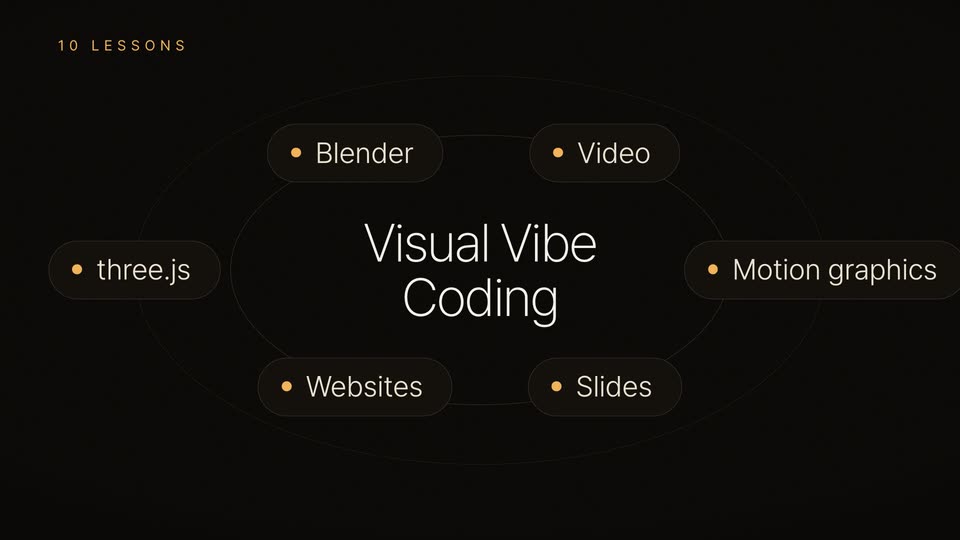 10 LESSONS
Blender
Video
Visual Vibe
Coding
three.js
Motion graphics
Websites
Slides